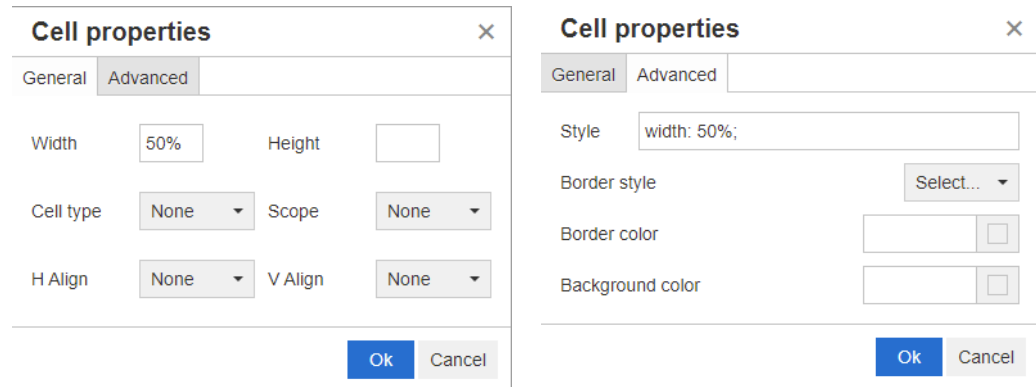 Cell properties ×
General Advanced
Width 50% Height
Cell type None Scope None
H Align None V Align None
Ok Cancel
Cell properties ×
General Advanced
Style width: 50%;
Border style Select...
Border color
Background color
Ok Cancel